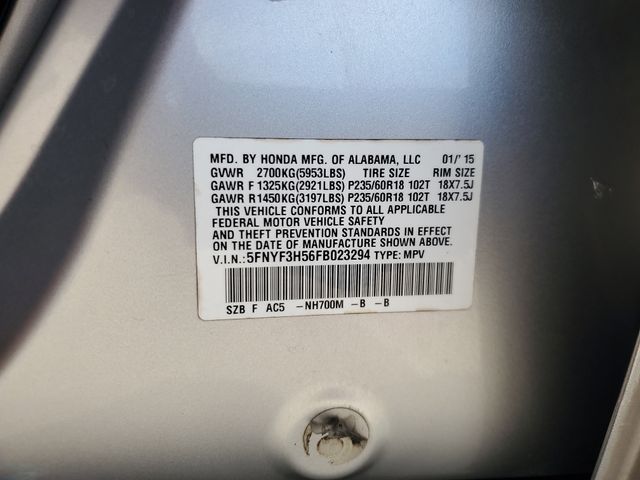 MFD. BY HONDA MFG. OF ALABAMA, LLC 01/'15
GVWR 2700KG(5953LBS) TIRE SIZE RIM SIZE
GAWR F 1325KG(2921LBS) P235/60R18 102T 18X7.5J
GAWR R 1450KG(3197LBS) P235/60R18 102T 18X7.5J
THIS VEHICLE CONFORMS TO ALL APPLICABLE
FEDERAL MOTOR VEHICLE SAFETY
AND THEFT PREVENTION STANDARDS IN EFFECT
ON THE DATE OF MANUFACTURE SHOWN ABOVE.
V.I.N.: 5FNYF3H56FB023294 TYPE: MPV
SZB F AC5 -NH700M -B -B